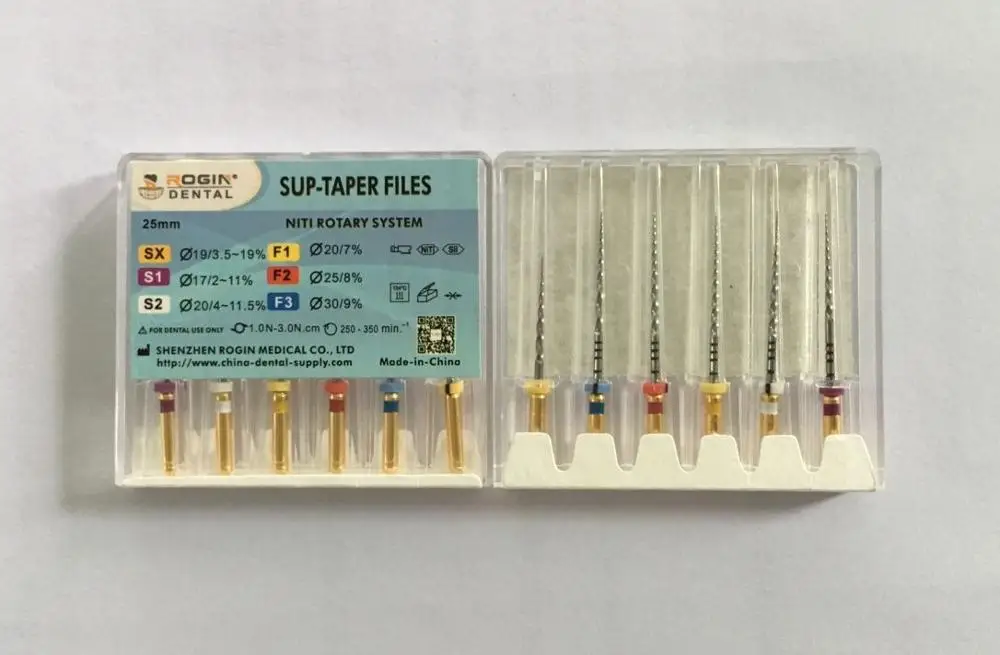 ROGIN®
DENTAL
SUP-TAPER FILES
25mm
NITI ROTARY SYSTEM
SX Ø19/3.5~19% F1 Ø20/7% NiTi Sil
S1 Ø17/2~11% F2 Ø25/8%
S2 Ø20/4~11.5% F3 Ø30/9%
FOR DENTAL USE ONLY 1.0N-3.0N.cm 250 - 350 min.⁻¹
SHENZHEN ROGIN MEDICAL CO., LTD
http://www.china-dental-supply.com Made-in-China